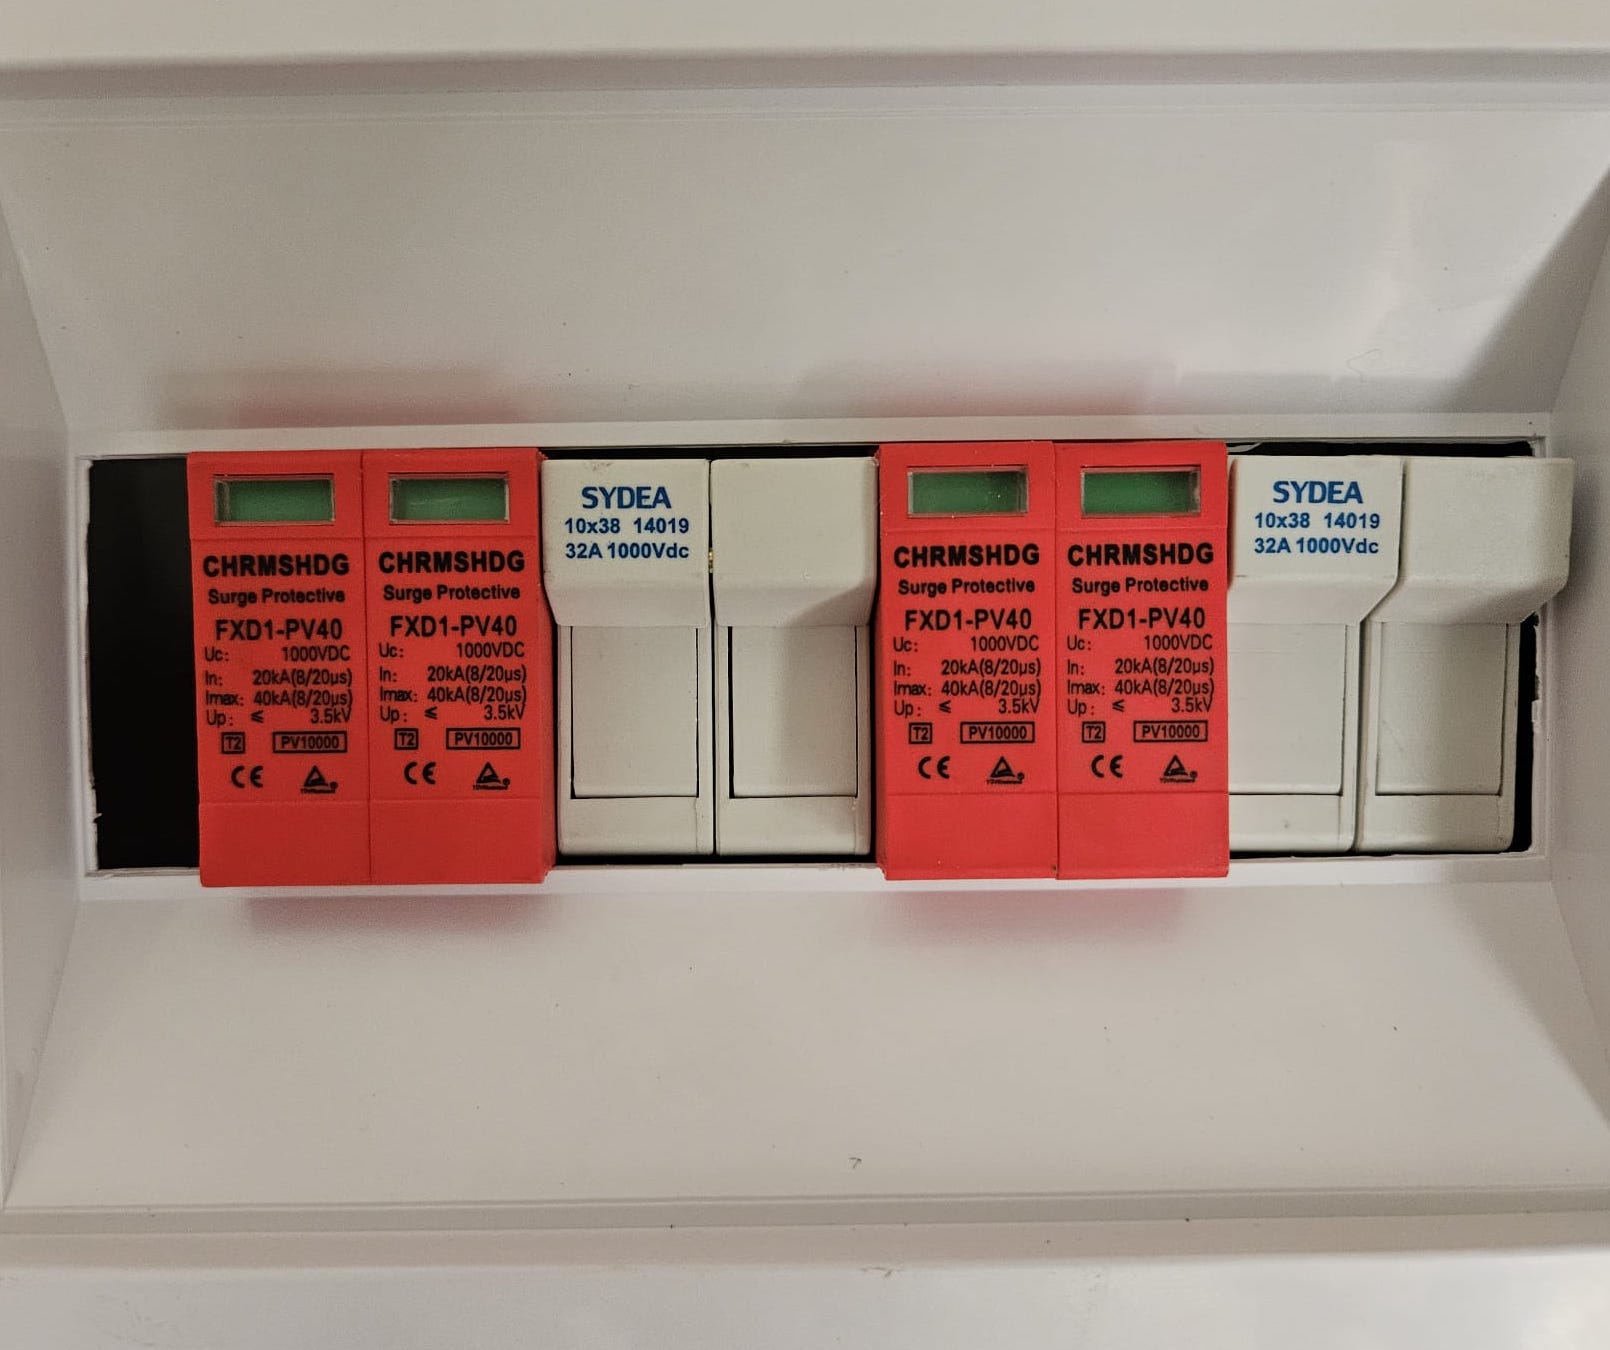 CHRMSHDG
Surge Protective
FXD1-PV40
Uc: 1000VDC
In: 20kA(8/20µs)
Imax: 40kA(8/20µs)
Up: ≤ 3.5kV
T2 PV10000
CE
CHRMSHDG
Surge Protective
FXD1-PV40
Uc: 1000VDC
In: 20kA(8/20µs)
Imax: 40kA(8/20µs)
Up: ≤ 3.5kV
T2 PV10000
CE
SYDEA
10x38 14019
32A 1000Vdc
CHRMSHDG
Surge Protective
FXD1-PV40
Uc: 1000VDC
In: 20kA(8/20µs)
Imax: 40kA(8/20µs)
Up: ≤ 3.5kV
T2 PV10000
CE
CHRMSHDG
Surge Protective
FXD1-PV40
Uc: 1000VDC
In: 20kA(8/20µs)
Imax: 40kA(8/20µs)
Up: ≤ 3.5kV
T2 PV10000
CE
SYDEA
10x38 14019
32A 1000Vdc